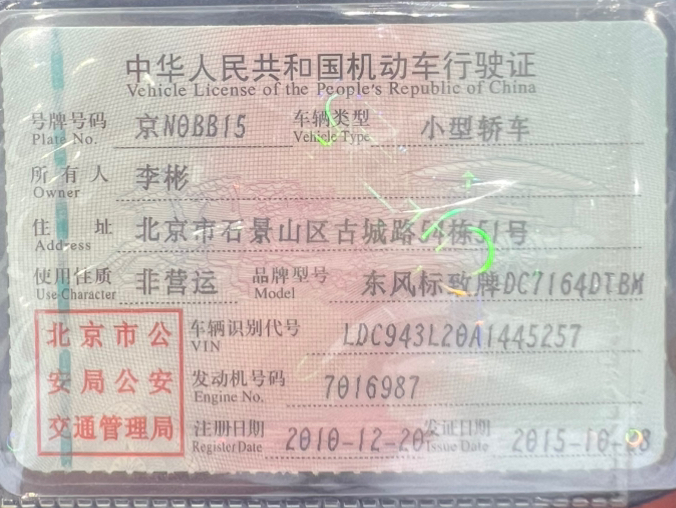 中华人民共和国机动车行驶证
Vehicle License of the People's Republic of China
号牌号码 京N0BB15 车辆类型 小型轿车
Plate No. Vehicle Type
所有人 李彬
Owner
住址 北京市石景山区古城路54栋51号
Address
使用性质 非营运 品牌型号 东风标致牌DC7164DTBM
Use Character Model
北京市公安局公安交通管理局
车辆识别代号 LDC943L20A1445257
VIN
发动机号码 7016987
Engine No.
注册日期 2010-12-20 发证日期 2015-10-28
Register Date Issue Date